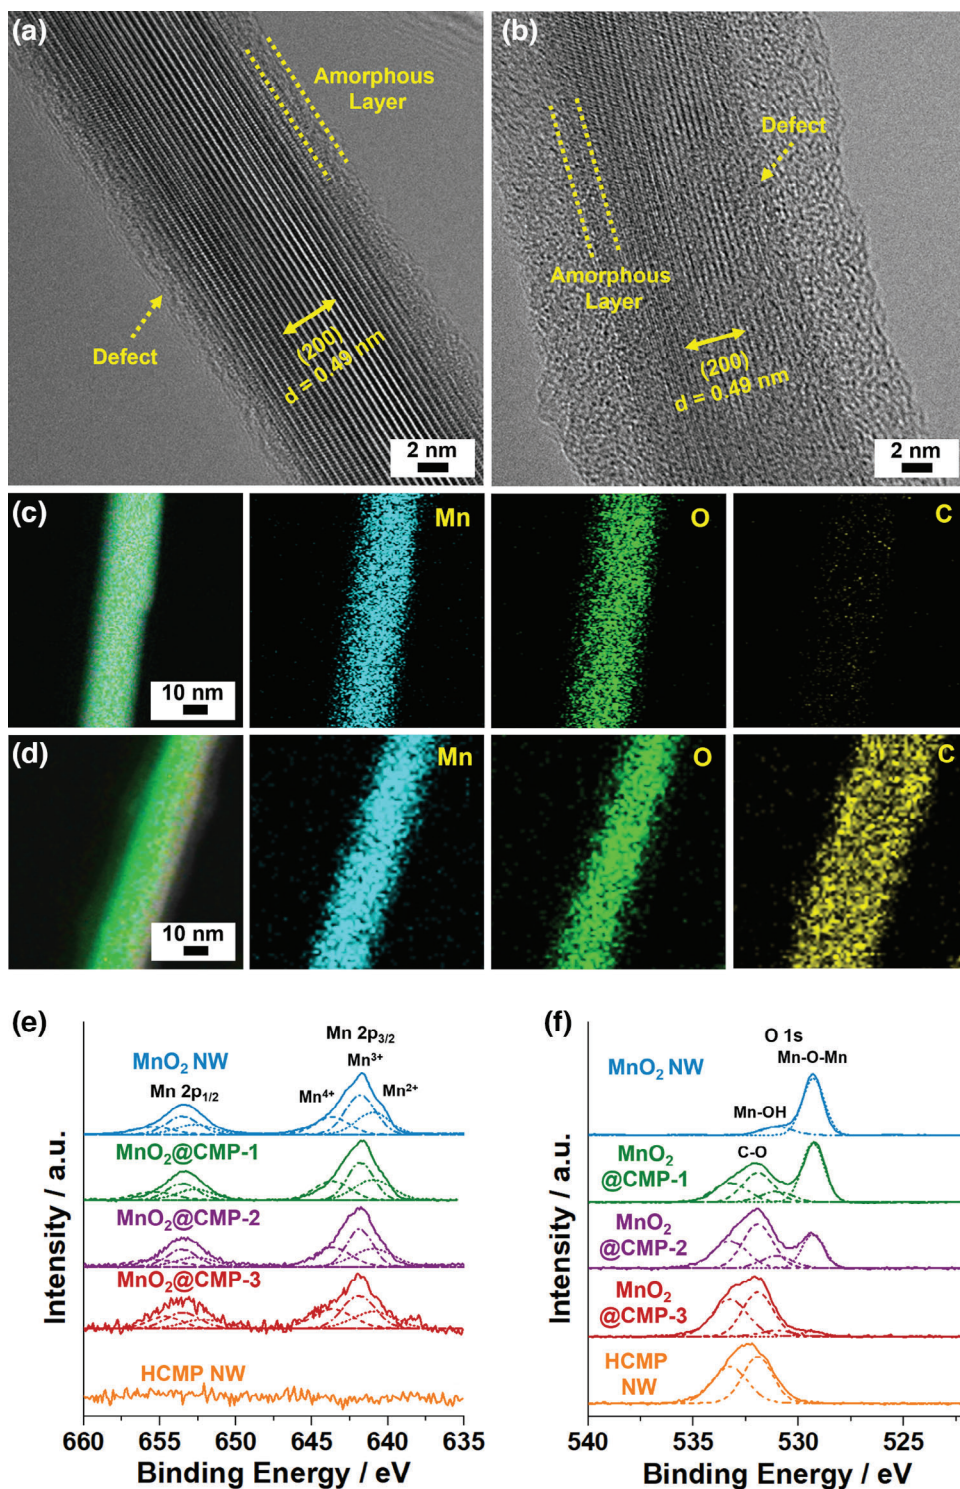 (a)
Amorphous
Layer
Defect
(200)
d = 0.49 nm
2 nm
(b)
Defect
Amorphous
Layer
(200)
d = 0.49 nm
2 nm
(c)
10 nm
Mn
O
C
(d)
10 nm
Mn
O
C
(e)
Mn 2p3/2
MnO2 NW
Mn3+
Mn 2p1/2
Mn4+
Mn2+
MnO2@CMP-1
MnO2@CMP-2
MnO2@CMP-3
HCMP NW
Intensity / a.u.
660 655 650 645 640 635
Binding Energy / eV
(f)
O 1s
MnO2 NW
Mn-O-Mn
Mn-OH
C-O
MnO2
@CMP-1
MnO2
@CMP-2
MnO2
@CMP-3
HCMP
NW
Intensity / a.u.
540 535 530 525
Binding Energy / eV